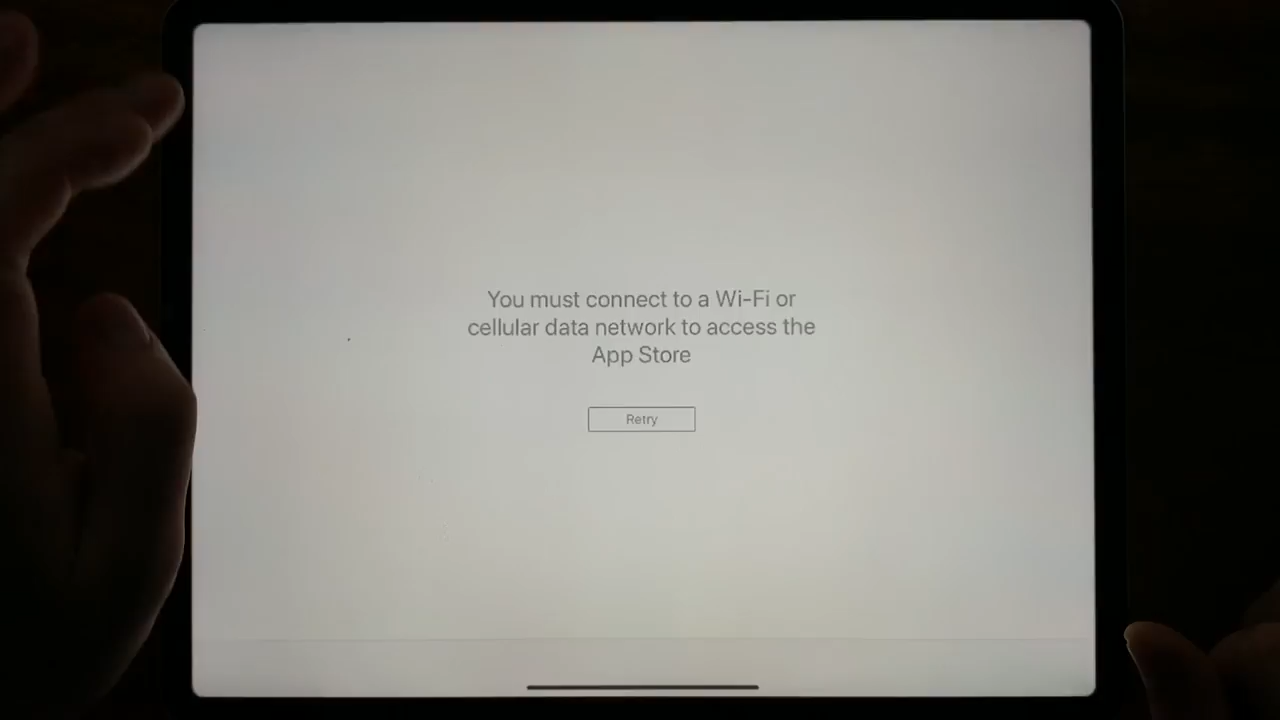 You must connect to a Wi-Fi or
cellular data network to access the
App Store
Retry